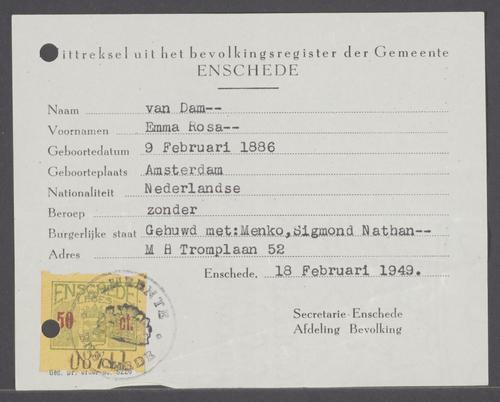 ittreksel uit het bevolkingsregister der Gemeente
ENSCHEDE
Naam van Dam--
Voornamen Emma Rosa--
Geboortedatum 9 Februari 1886
Geboorteplaats Amsterdam
Nationaliteit Nederlandse
Beroep zonder
Burgerlijke staat Gehuwd met:Menko,Sigmond Nathan--
Adres M H Tromplaan 52
Enschede, 18 Februari 1949.
Secretarie-Enschede
Afdeling Bevolking
ENSCHEDE
LEGES
50 ct.